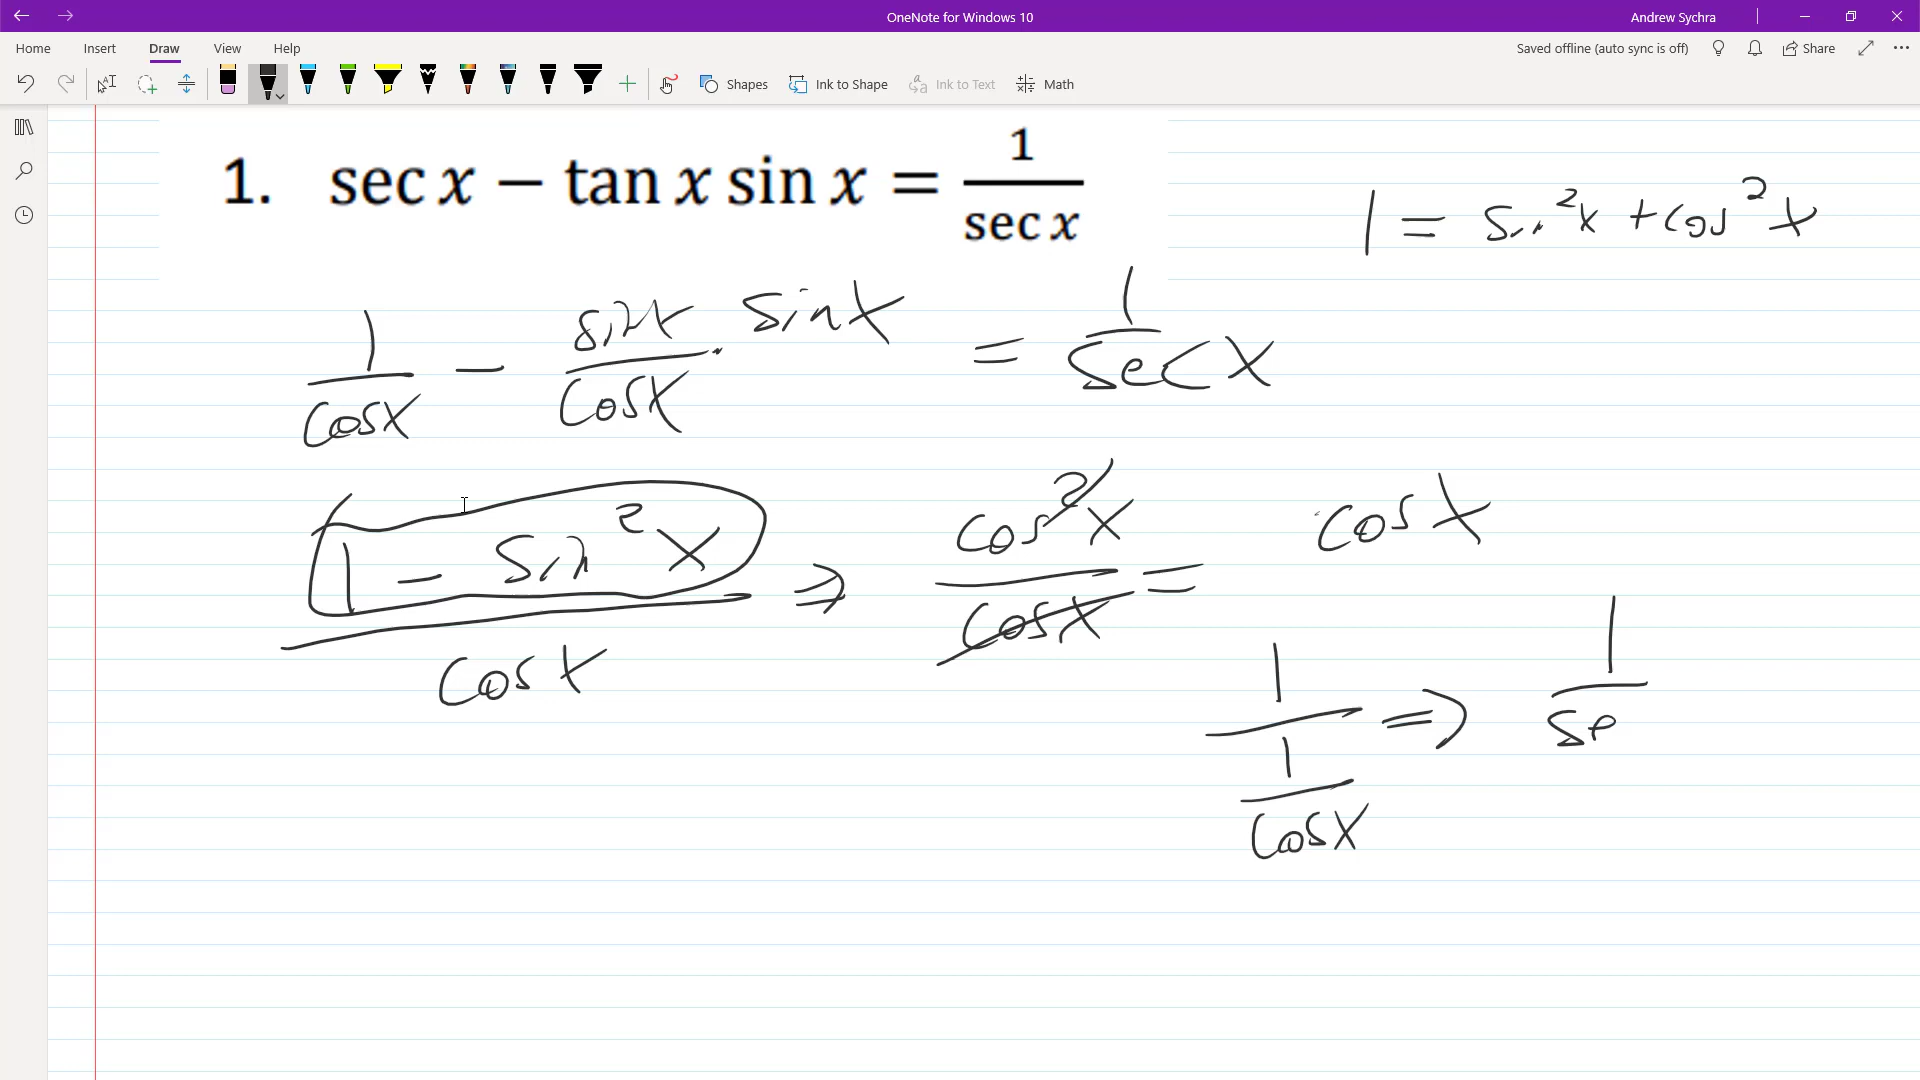 OneNote for Windows 10
Andrew Sychra
Home Insert Draw View Help
Saved offline (auto sync is off) Share
Shapes Ink to Shape Ink to Text Math
1. sec x − tan x sin x = 1/sec x
1 = sin²x + cos²x
1/cosx − sinx/cosx · sinx = 1/secx
1 − sin²x/cosx ⇒ cos²x/cosx = cosx
1/(1/cosx) ⇒ 1/se